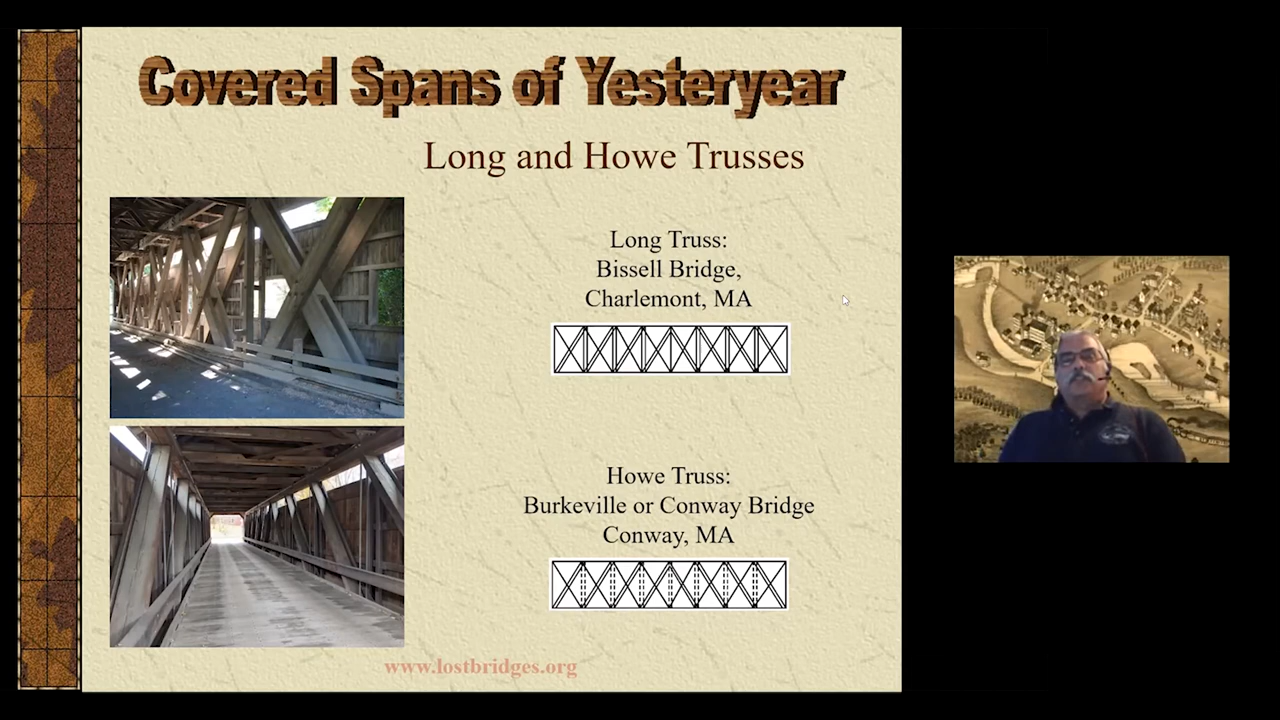 Covered Spans of Yesteryear
Long and Howe Trusses
Long Truss:
Bissell Bridge,
Charlemont, MA
Howe Truss:
Burkeville or Conway Bridge
Conway, MA
www.lostbridges.org